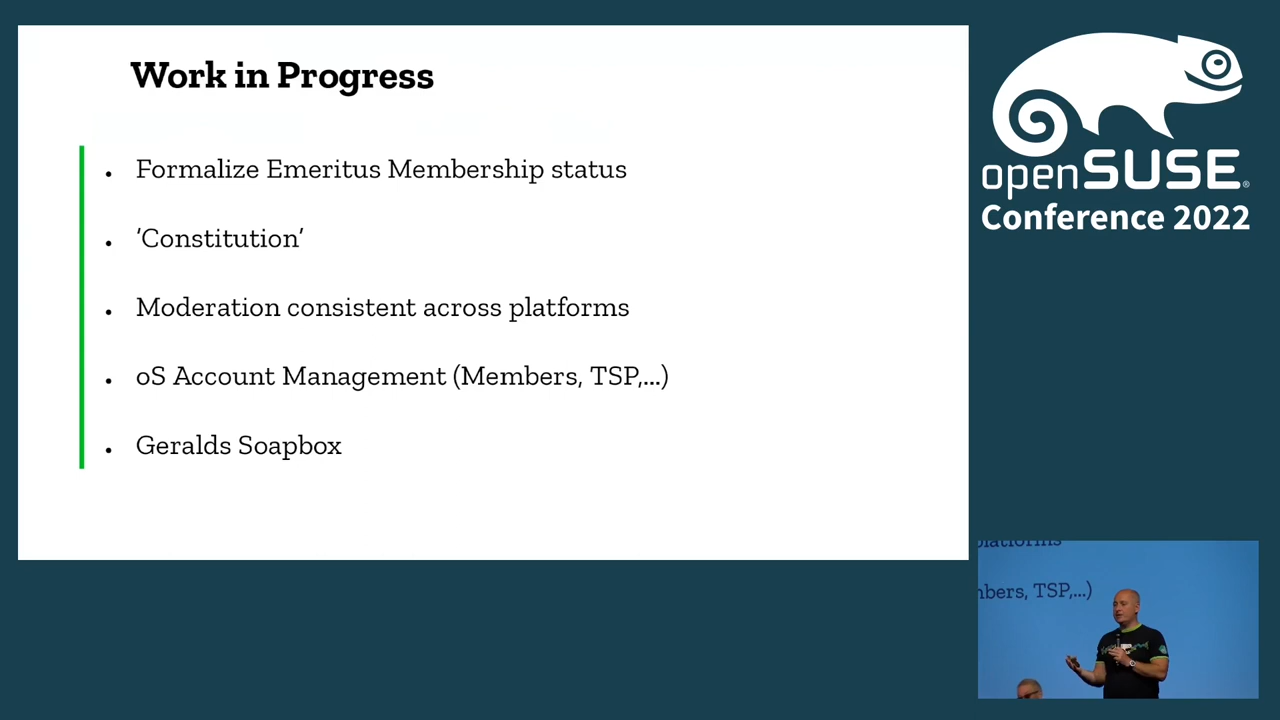 Work in Progress
Formalize Emeritus Membership status
‘Constitution’
Moderation consistent across platforms
oS Account Management (Members, TSP,...)
Geralds Soapbox
openSUSE®
Conference 2022
TSP,...)